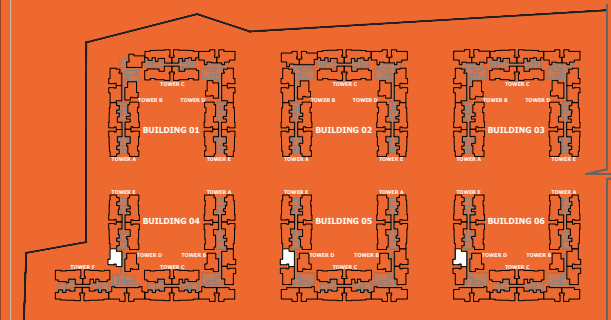 TOWER C TOWER C TOWER C
TOWER B TOWER D TOWER B TOWER D TOWER B TOWER D
BUILDING 01 BUILDING 02 BUILDING 03
TOWER A TOWER E TOWER A TOWER E TOWER A TOWER E
TOWER E TOWER A TOWER E TOWER A TOWER E TOWER A
BUILDING 04 BUILDING 05 BUILDING 06
TOWER D TOWER B TOWER D TOWER B TOWER D TOWER B
TOWER F TOWER C TOWER C TOWER C